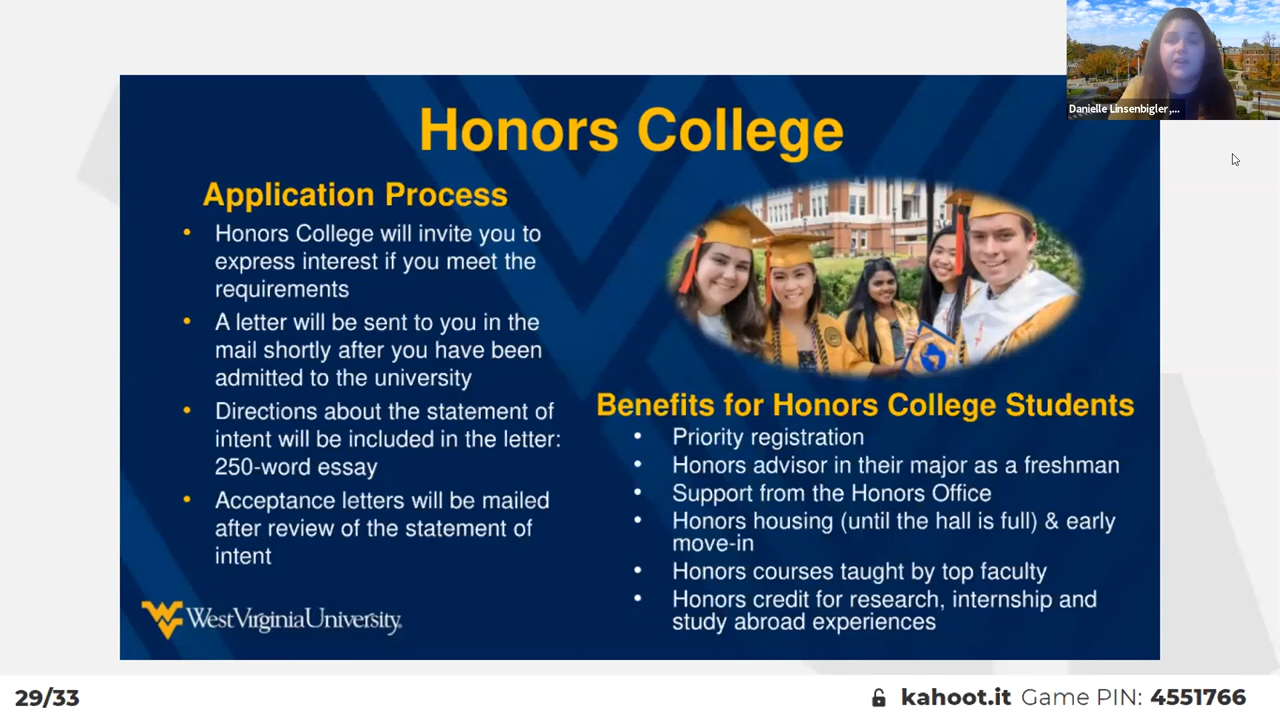 Danielle Linsenbigler,...
Honors College
Application Process
• Honors College will invite you to
express interest if you meet the
requirements
• A letter will be sent to you in the
mail shortly after you have been
admitted to the university
• Directions about the statement of
intent will be included in the letter:
250-word essay
• Acceptance letters will be mailed
after review of the statement of
intent
WestVirginiaUniversity.
Benefits for Honors College Students
• Priority registration
• Honors advisor in their major as a freshman
• Support from the Honors Office
• Honors housing (until the hall is full) & early
move-in
• Honors courses taught by top faculty
• Honors credit for research, internship and
study abroad experiences
29/33
kahoot.it Game PIN: 4551766